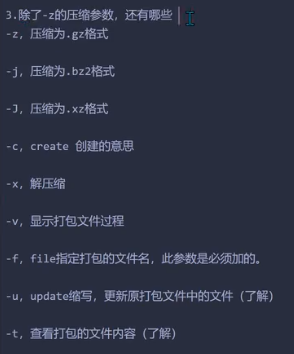 3.除了-z的压缩参数，还有哪些
-z, 压缩为.gz格式
-j, 压缩为.bz2格式
-J, 压缩为.xz格式
-c, create 创建的意思
-x, 解压缩
-v, 显示打包文件过程
-f, file指定打包的文件名，此参数是必须加的。
-u, update缩写，更新原打包文件中的文件（了解）
-t, 查看打包的文件内容（了解）